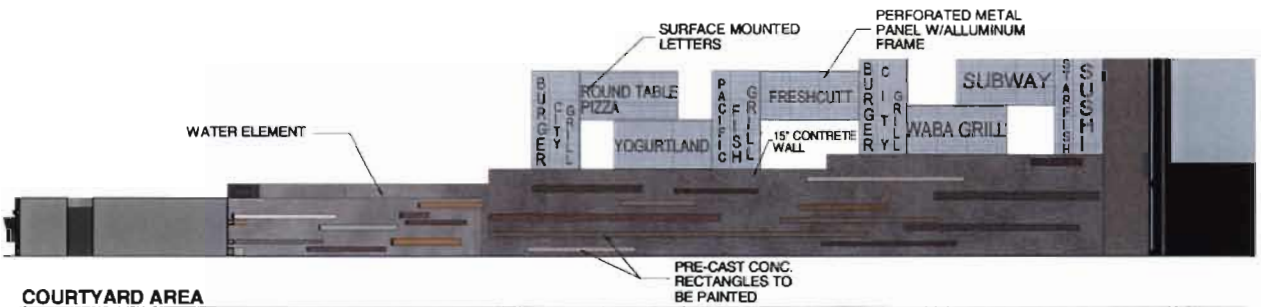 SURFACE MOUNTED
LETTERS
PERFORATED METAL
PANEL W/ALLUMINUM
FRAME
WATER ELEMENT
BURGER
CITY
GRILL
ROUND TABLE
PIZZA
YOGURTLAND
PACIFIC
FISH
GRILL
FRESHCUTT
15" CONTRETE
WALL
BURGER
CITY
GRILL
WABA GRILL
SUBWAY
STARFISH
SUSHI
PRE-CAST CONC.
RECTANGLES TO
BE PAINTED
COURTYARD AREA